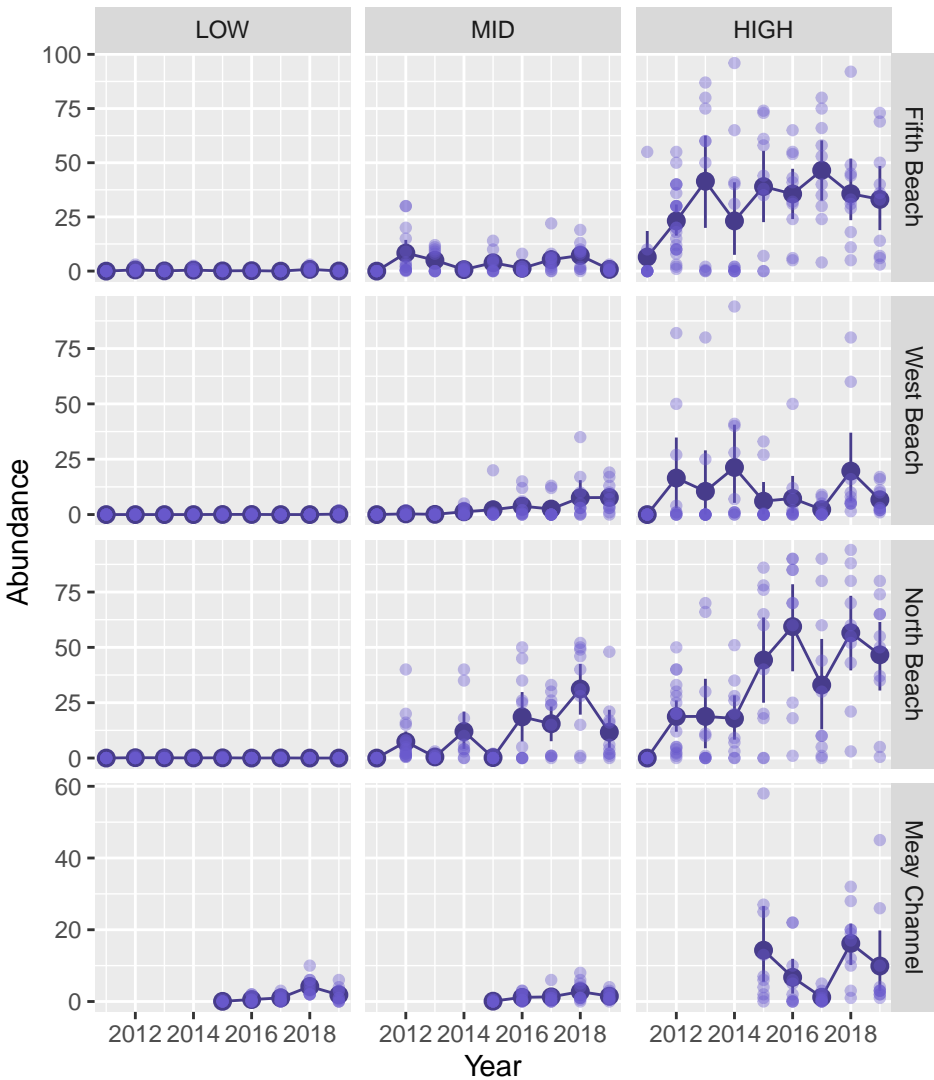 LOW MID HIGH
100
75
50
25
0
Fifth Beach
75
50
25
0
West Beach
75
50
25
0
North Beach
60
40
20
0
Meay Channel
Abundance
2012 2014 2016 2018 2012 2014 2016 2018 2012 2014 2016 2018
Year